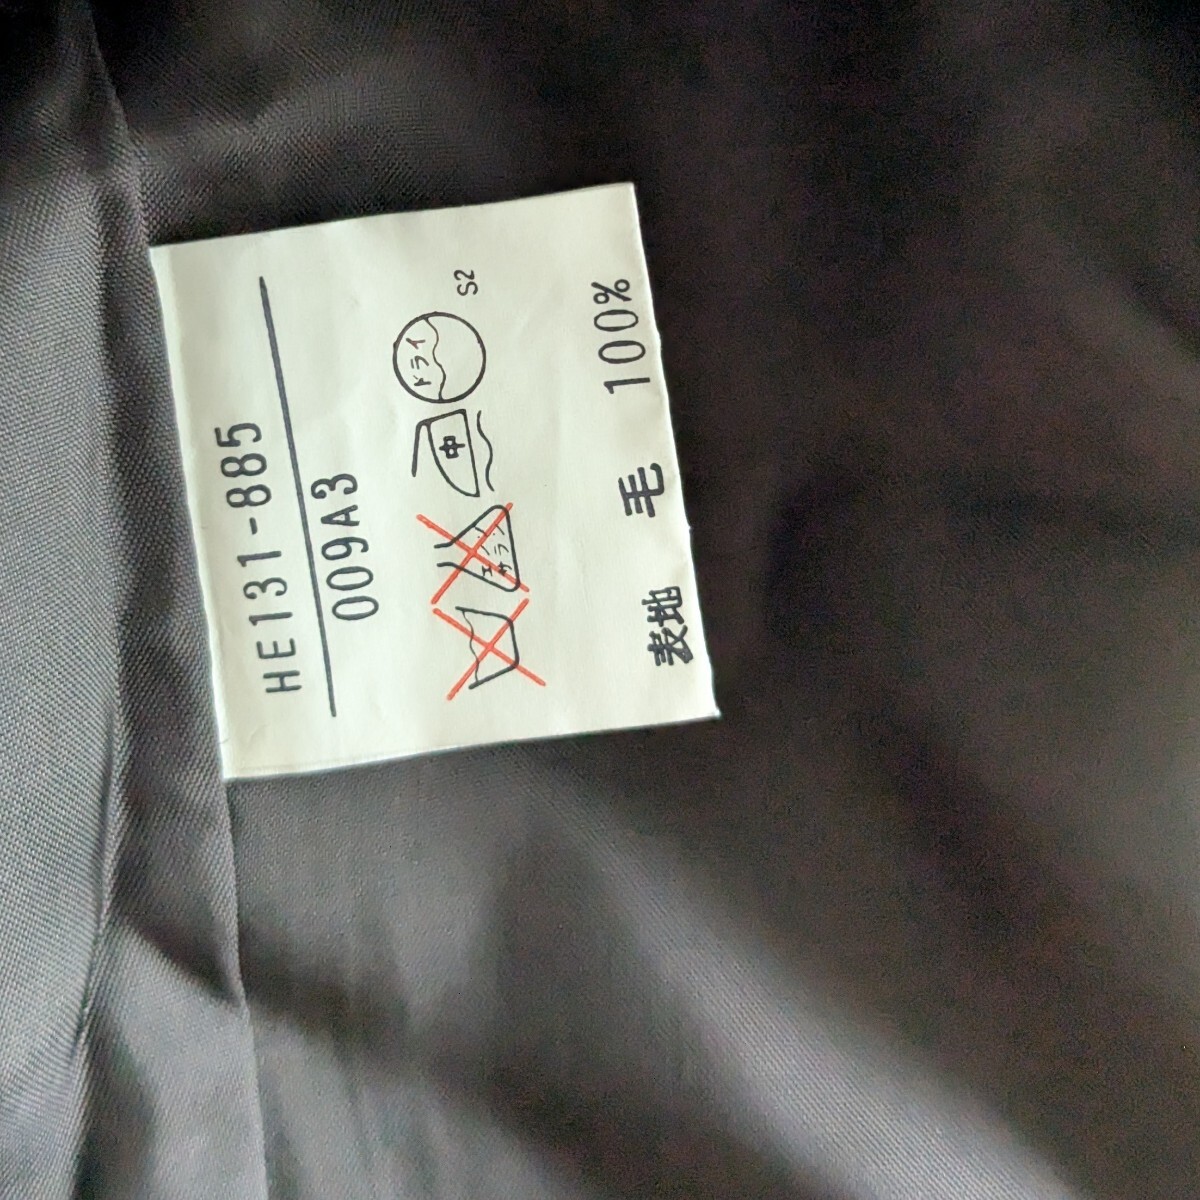 HE131-885
009A3
エンソ
サラシ
中
ドライ
S2
表地 毛 100%